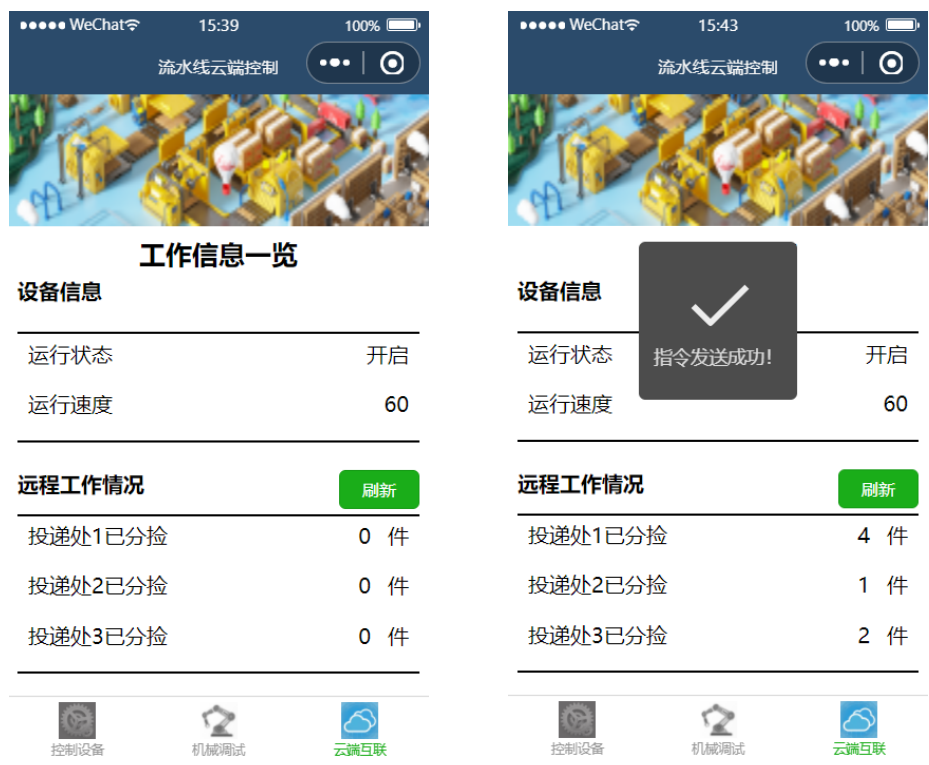 ●●●●● WeChat 15:39 100%
流水线云端控制
工作信息一览
设备信息
运行状态 开启
运行速度 60
远程工作情况 刷新
投递处1已分捡 0 件
投递处2已分捡 0 件
投递处3已分捡 0 件
控制设备 机械调试 云端互联
●●●●● WeChat 15:43 100%
流水线云端控制
指令发送成功!
设备信息
运行状态 开启
运行速度 60
远程工作情况 刷新
投递处1已分捡 4 件
投递处2已分捡 1 件
投递处3已分捡 2 件
控制设备 机械调试 云端互联